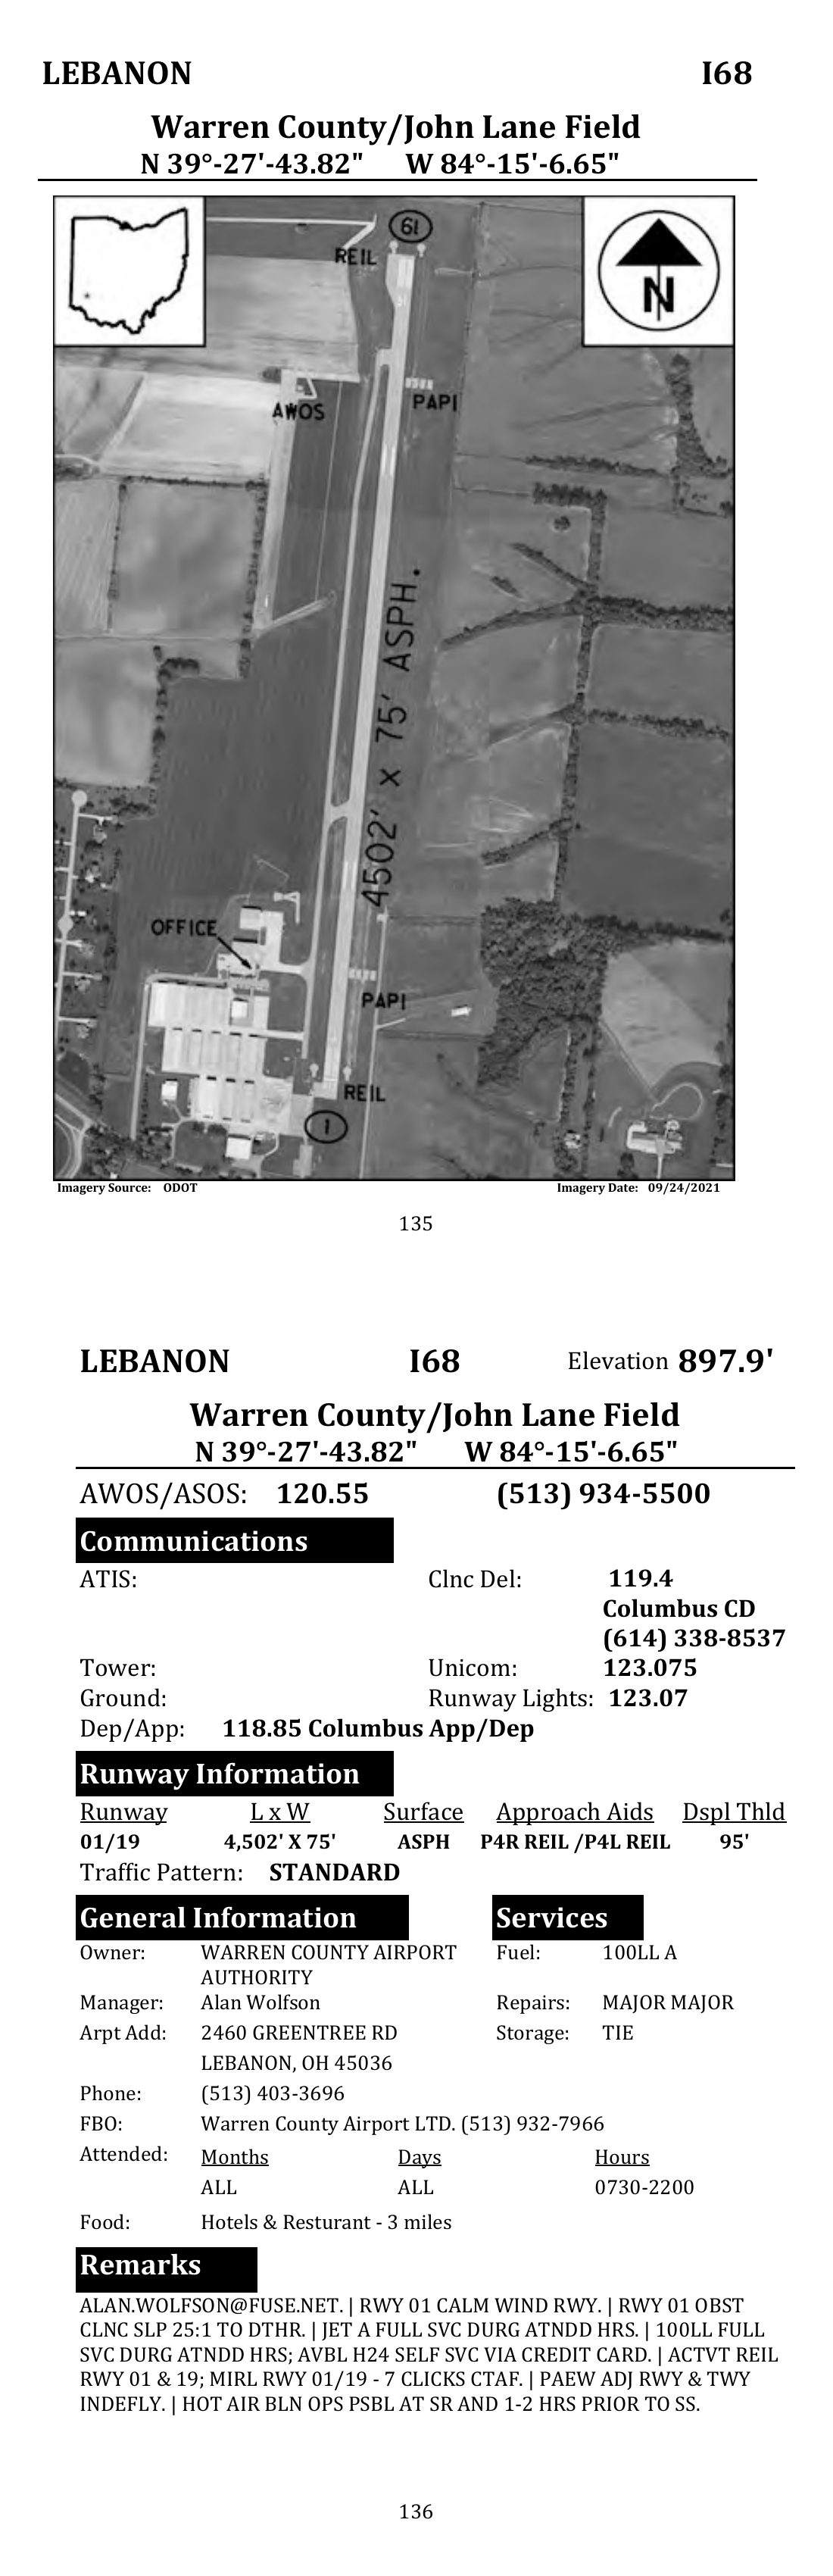 LEBANON I68
Warren County/John Lane Field
N 39°-27'-43.82" W 84°-15'-6.65"
19
REIL
N
AWOS
PAPI
4502' x 75' ASPH.
OFFICE
PAPI
REIL
1
Imagery Source: ODOT Imagery Date: 09/24/2021
135
LEBANON I68 Elevation 897.9'
Warren County/John Lane Field
N 39°-27'-43.82" W 84°-15'-6.65"
AWOS/ASOS: 120.55 (513) 934-5500
Communications
ATIS: Clnc Del: 119.4
Columbus CD
(614) 338-8537
Tower: Unicom: 123.075
Ground: Runway Lights: 123.07
Dep/App: 118.85 Columbus App/Dep
Runway Information
Runway L x W Surface Approach Aids Dspl Thld
01/19 4,502' X 75' ASPH P4R REIL /P4L REIL 95'
Traffic Pattern: STANDARD
General Information Services
Owner: WARREN COUNTY AIRPORT Fuel: 100LL A
AUTHORITY
Manager: Alan Wolfson Repairs: MAJOR MAJOR
Arpt Add: 2460 GREENTREE RD Storage: TIE
LEBANON, OH 45036
Phone: (513) 403-3696
FBO: Warren County Airport LTD. (513) 932-7966
Attended: Months Days Hours
ALL ALL 0730-2200
Food: Hotels & Resturant - 3 miles
Remarks
ALAN.WOLFSON@FUSE.NET. | RWY 01 CALM WIND RWY. | RWY 01 OBST
CLNC SLP 25:1 TO DTHR. | JET A FULL SVC DURG ATNDD HRS. | 100LL FULL
SVC DURG ATNDD HRS; AVBL H24 SELF SVC VIA CREDIT CARD. | ACTVT REIL
RWY 01 & 19; MIRL RWY 01/19 - 7 CLICKS CTAF. | PAEW ADJ RWY & TWY
INDEFLY. | HOT AIR BLN OPS PSBL AT SR AND 1-2 HRS PRIOR TO SS.
136